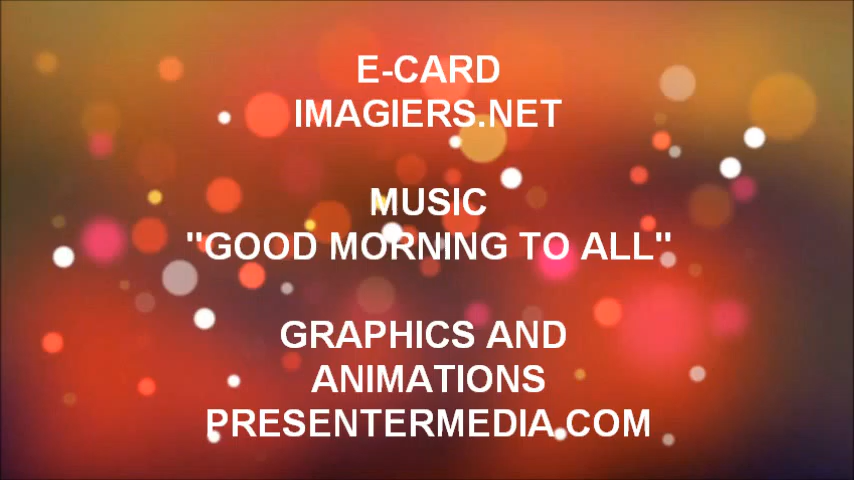 E-CARD
IMAGIERS.NET
MUSIC
"GOOD MORNING TO ALL"
GRAPHICS AND
ANIMATIONS
PRESENTERMEDIA.COM